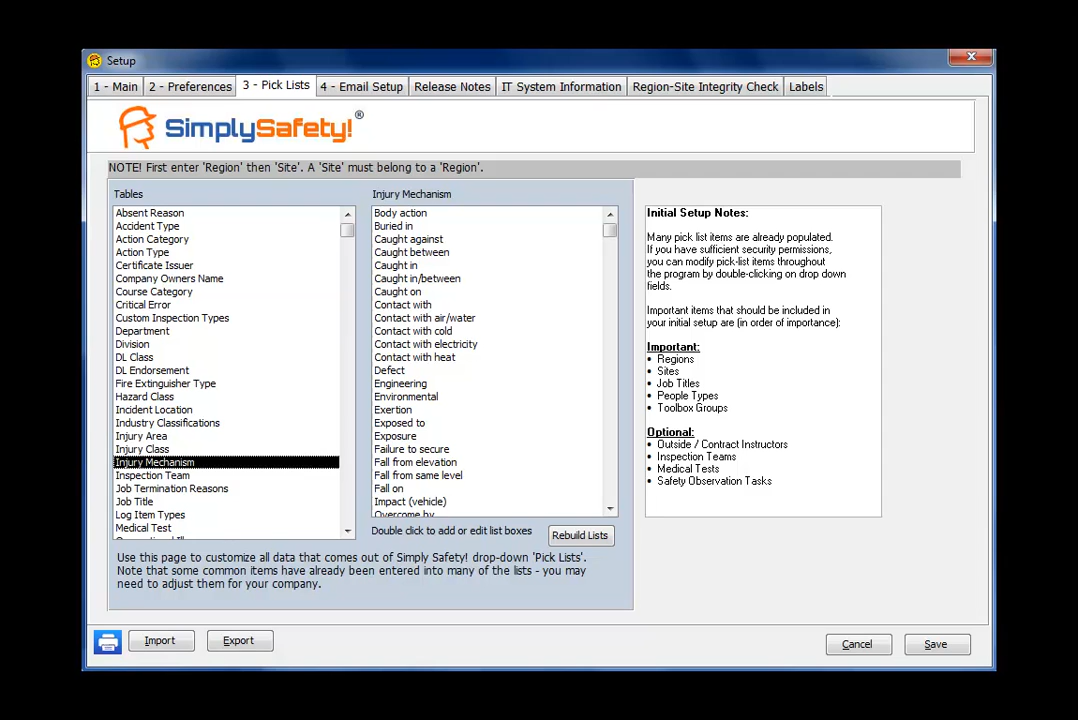 Setup
1 - Main
2 - Preferences
3 - Pick Lists
4 - Email Setup
Release Notes
IT System Information
Region-Site Integrity Check
Labels
SimplySafety!®
NOTE! First enter 'Region' then 'Site'. A 'Site' must belong to a 'Region'.
Tables
Absent Reason
Accident Type
Action Category
Action Type
Certificate Issuer
Company Owners Name
Course Category
Critical Error
Custom Inspection Types
Department
Division
DL Class
DL Endorsement
Fire Extinguisher Type
Hazard Class
Incident Location
Industry Classifications
Injury Area
Injury Class
Injury Mechanism
Inspection Team
Job Termination Reasons
Job Title
Log Item Types
Medical Test
Injury Mechanism
Body action
Buried in
Caught against
Caught between
Caught in
Caught in/between
Caught on
Contact with
Contact with air/water
Contact with cold
Contact with electricity
Contact with heat
Defect
Engineering
Environmental
Exertion
Exposed to
Exposure
Failure to secure
Fall from elevation
Fall from same level
Fall on
Impact (vehicle)
Overcome by
Double click to add or edit list boxes
Rebuild Lists
Use this page to customize all data that comes out of Simply Safety! drop-down 'Pick Lists'.
Note that some common items have already been entered into many of the lists - you may
need to adjust them for your company.
Initial Setup Notes:
Many pick list items are already populated.
If you have sufficient security permissions,
you can modify pick-list items throughout
the program by double-clicking on drop down
fields.
Important items that should be included in
your initial setup are (in order of importance):
Important:
• Regions
• Sites
• Job Titles
• People Types
• Toolbox Groups
Optional:
• Outside / Contract Instructors
• Inspection Teams
• Medical Tests
• Safety Observation Tasks
Import
Export
Cancel
Save